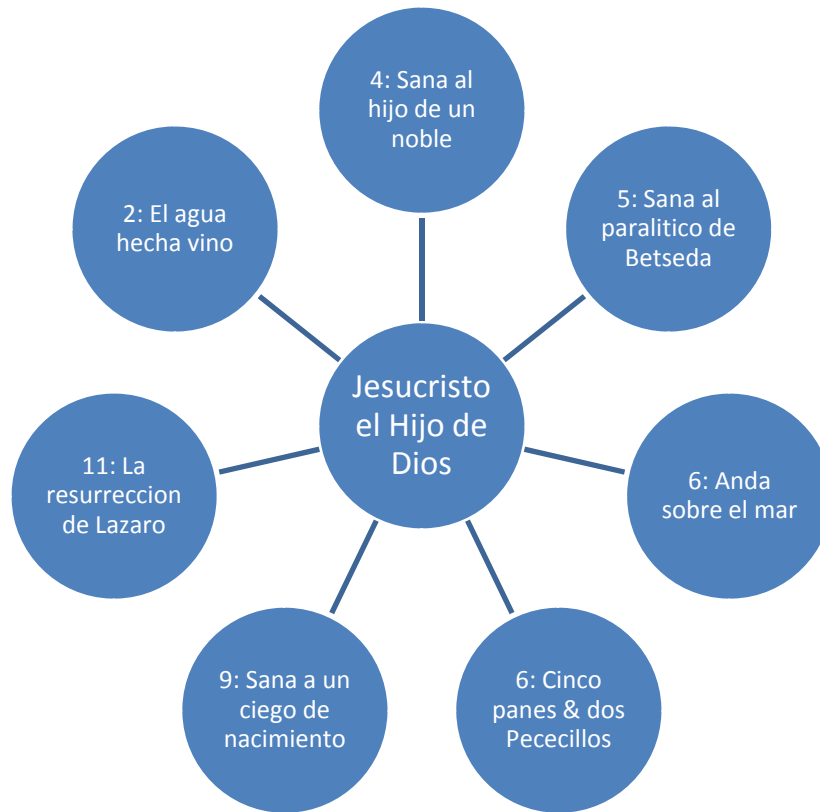 4: Sana al
hijo de un
noble
2: El agua
hecha vino
5: Sana al
paralitico de
Betseda
Jesucristo
el Hijo de
Dios
11: La
resurreccion
de Lazaro
6: Anda
sobre el mar
9: Sana a un
ciego de
nacimiento
6: Cinco
panes & dos
Pececillos